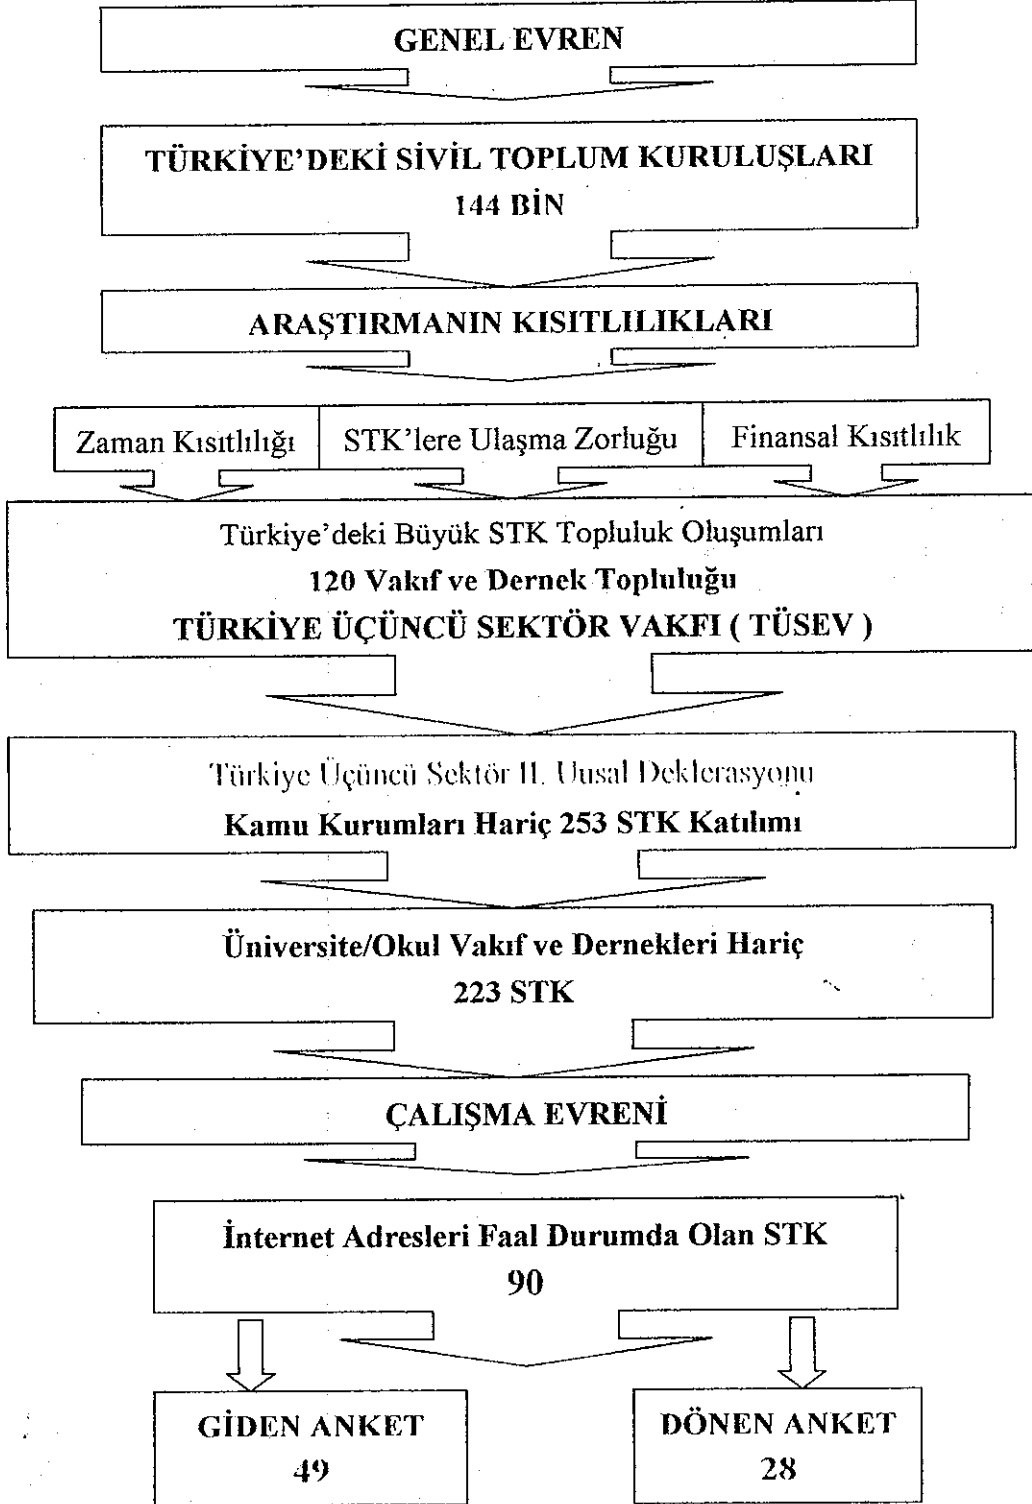 GENEL EVREN
TÜRKİYE'DEKİ SİVİL TOPLUM KURULUŞLARI
144 BİN
ARAŞTIRMANIN KISITLILIKLARI
Zaman Kısıtlılığı
STK'lere Ulaşma Zorluğu
Finansal Kısıtlılık
Türkiye'deki Büyük STK Topluluk Oluşumları
120 Vakıf ve Dernek Topluluğu
TÜRKİYE ÜÇÜNCÜ SEKTÖR VAKFI ( TÜSEV )
Türkiye Üçüncü Sektör II. Uusal Deklerasyonu
Kamu Kurumları Hariç 253 STK Katılımı
Üniversite/Okul Vakıf ve Dernekleri Hariç
223 STK
ÇALIŞMA EVRENİ
İnternet Adresleri Faal Durumda Olan STK
90
GİDEN ANKET
49
DÖNEN ANKET
28